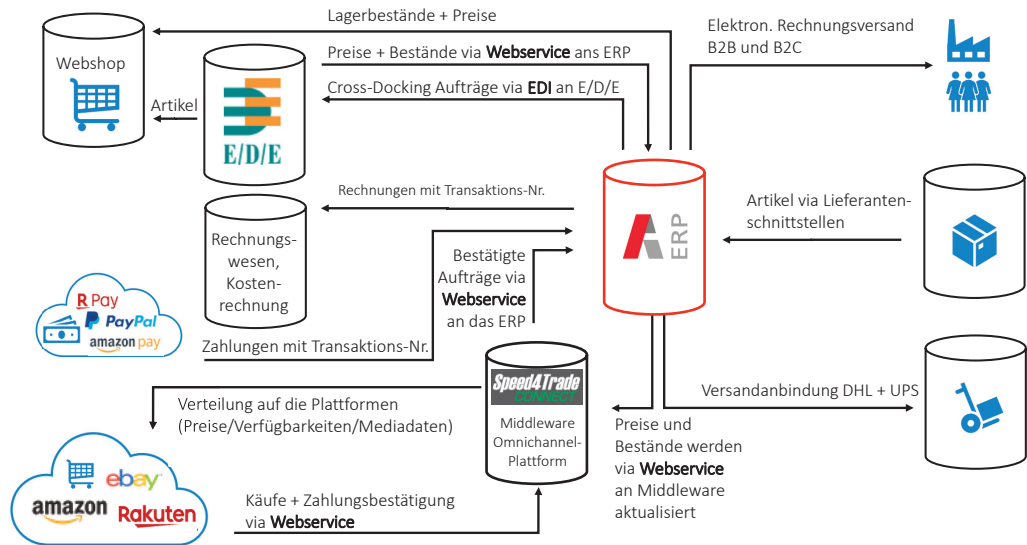 Lagerbestände + Preise
Elektron. Rechnungsversand
B2B und B2C
Webshop
Preise + Bestände via Webservice ans ERP
Cross-Docking Aufträge via EDI an E/D/E
Artikel
E/D/E
Rechnungen mit Transaktions-Nr.
Artikel via Lieferanten-
schnittstellen
ERP
Rechnungs-
wesen,
Kosten-
rechnung
Bestätigte
Aufträge via
Webservice
an das ERP
R Pay
PayPal
amazon pay
Zahlungen mit Transaktions-Nr.
Speed4Trade
CONNECT
Middleware
Omnichannel-
Plattform
Versandanbindung DHL + UPS
Verteilung auf die Plattformen
(Preise/Verfügbarkeiten/Mediadaten)
Preise und
Bestände werden
via Webservice
an Middleware
aktualisiert
ebay
amazon
Rakuten
Käufe + Zahlungsbestätigung
via Webservice